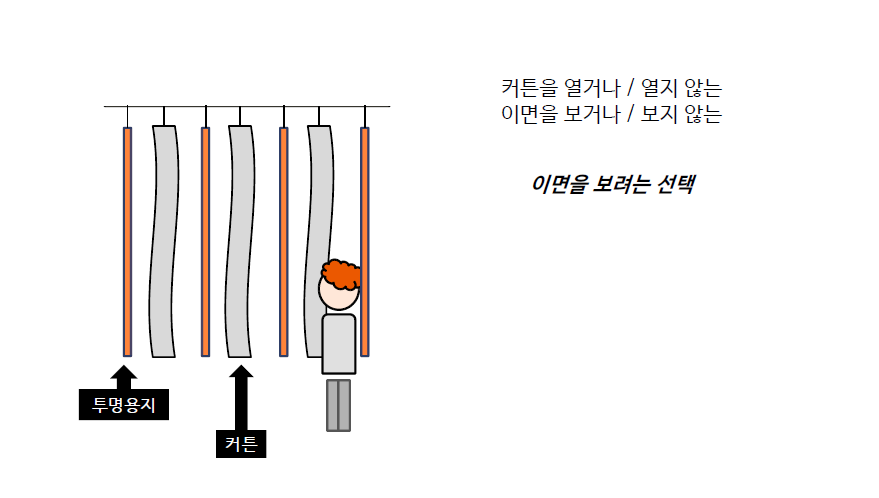 커튼을 열거나 / 열지 않는
이면을 보거나 / 보지 않는
이면을 보려는 선택
투명용지
커튼